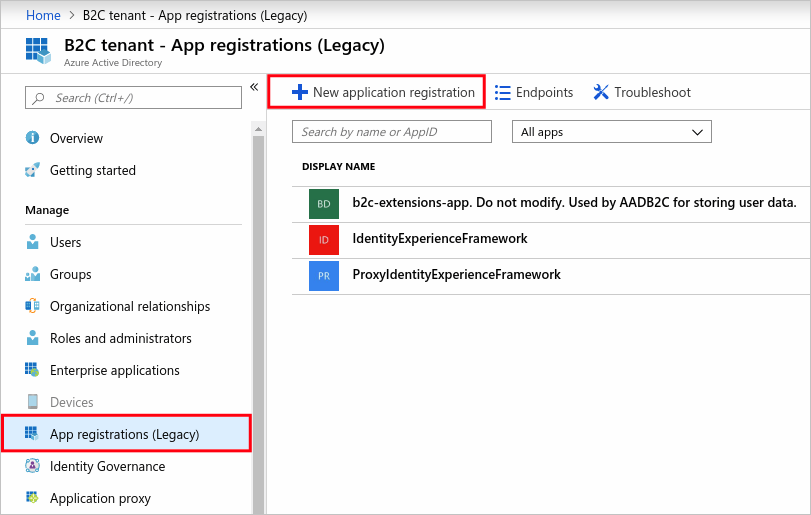 Home > B2C tenant - App registrations (Legacy)
B2C tenant - App registrations (Legacy)
Azure Active Directory
Search (Ctrl+/)
«
Overview
Getting started
Manage
Users
Groups
Organizational relationships
Roles and administrators
Enterprise applications
Devices
App registrations (Legacy)
Identity Governance
Application proxy
New application registration
Endpoints
Troubleshoot
Search by name or AppID
All apps
DISPLAY NAME
BD b2c-extensions-app. Do not modify. Used by AADB2C for storing user data.
ID IdentityExperienceFramework
PR ProxyIdentityExperienceFramework